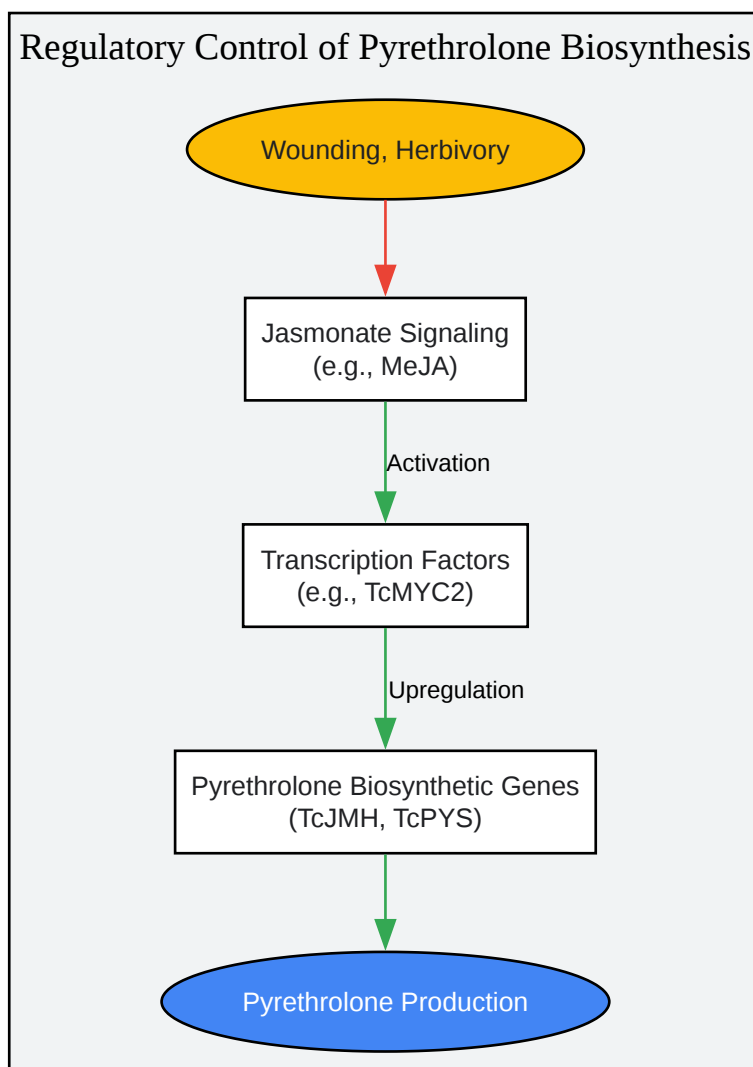 Regulatory Control of Pyrethrolone Biosynthesis
Wounding, Herbivory
Jasmonate Signaling
(e.g., MeJA)
Activation
Transcription Factors
(e.g., TcMYC2)
Upregulation
Pyrethrolone Biosynthetic Genes
(TcJMH, TcPYS)
Pyrethrolone Production